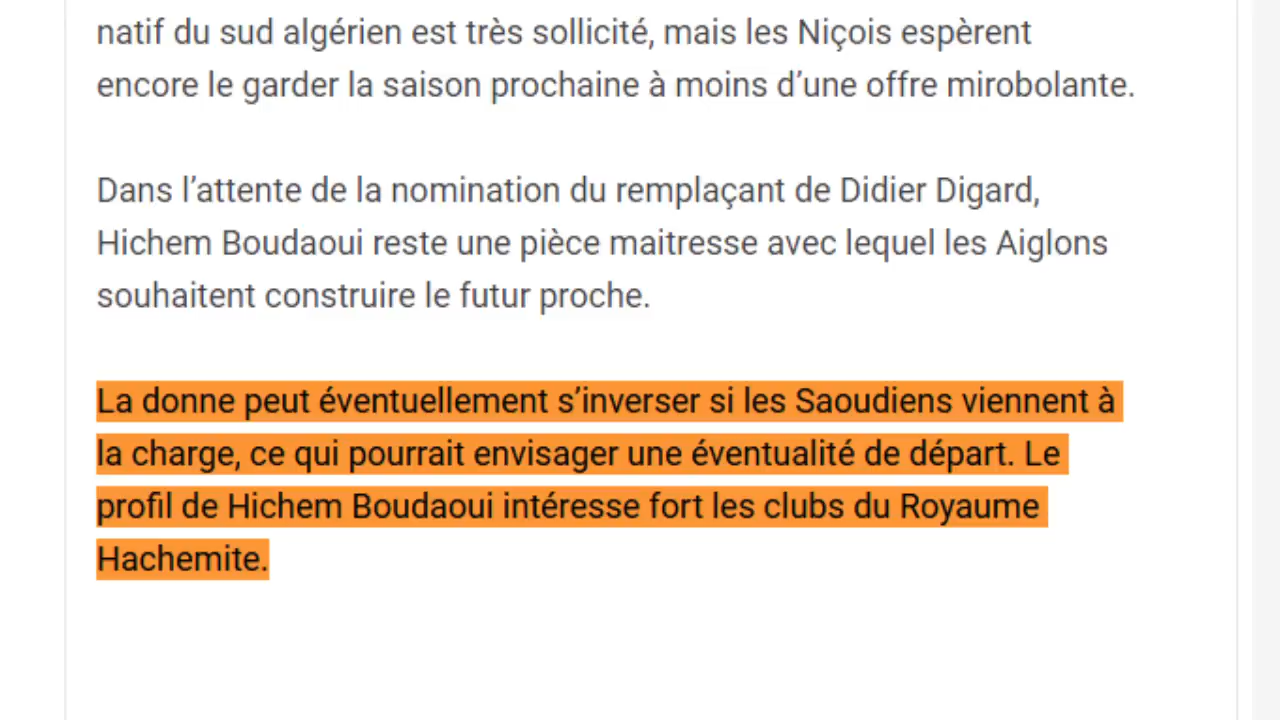 natif du sud algérien est très sollicité, mais les Niçois espèrent
encore le garder la saison prochaine à moins d’une offre mirobolante.
Dans l’attente de la nomination du remplaçant de Didier Digard,
Hichem Boudaoui reste une pièce maitresse avec lequel les Aiglons
souhaitent construire le futur proche.
La donne peut éventuellement s’inverser si les Saoudiens viennent à
la charge, ce qui pourrait envisager une éventualité de départ. Le
profil de Hichem Boudaoui intéresse fort les clubs du Royaume
Hachemite.